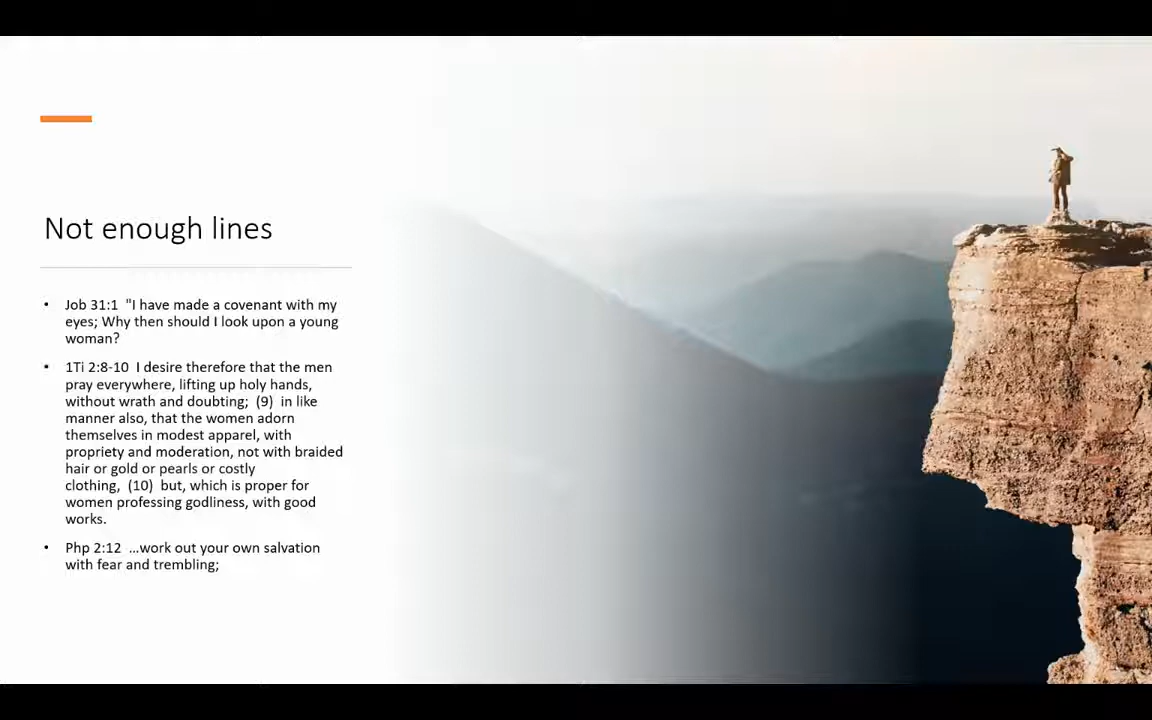 Not enough lines
• Job 31:1  "I have made a covenant with my
eyes; Why then should I look upon a young
woman?
• 1Ti 2:8-10  I desire therefore that the men
pray everywhere, lifting up holy hands,
without wrath and doubting;  (9)  in like
manner also, that the women adorn
themselves in modest apparel, with
propriety and moderation, not with braided
hair or gold or pearls or costly
clothing,  (10)  but, which is proper for
women professing godliness, with good
works.
• Php 2:12  …work out your own salvation
with fear and trembling;